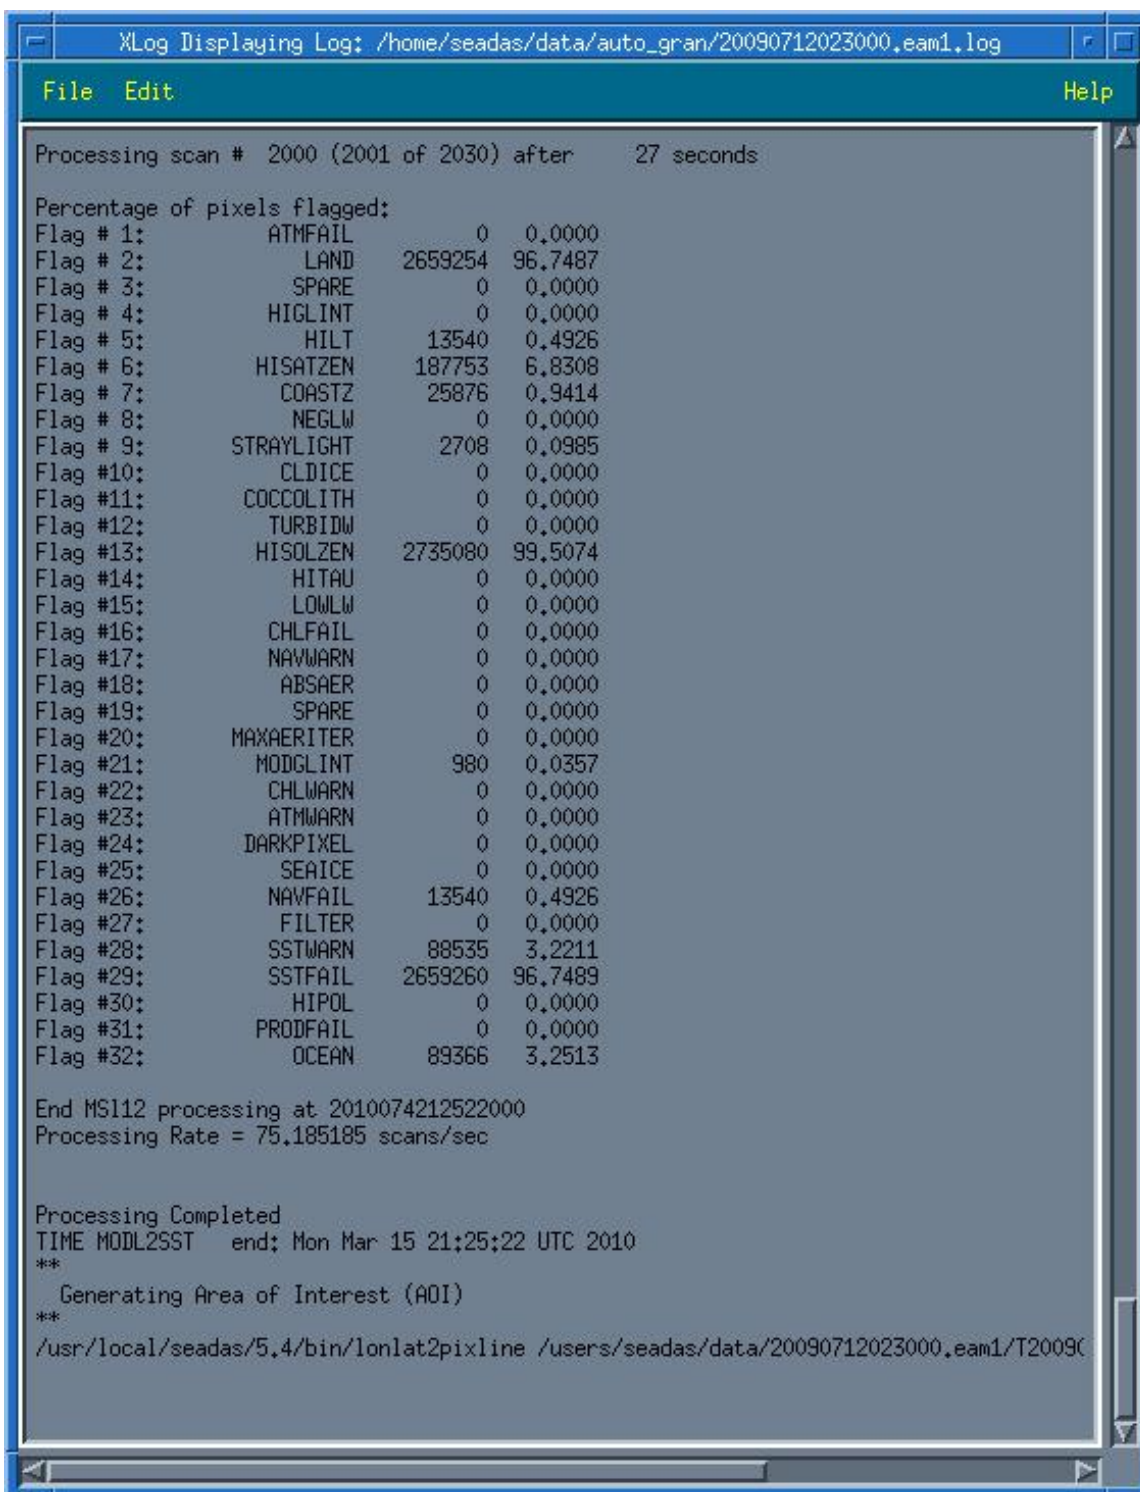 XLog Displaying Log: /home/seadas/data/auto_gran/20090712023000.eam1.log
File Edit Help
Processing scan # 2000 (2001 of 2030) after 27 seconds
Percentage of pixels flagged:
Flag # 1: ATMFAIL 0 0.0000
Flag # 2: LAND 2659254 96.7487
Flag # 3: SPARE 0 0.0000
Flag # 4: HIGLINT 0 0.0000
Flag # 5: HILT 13540 0.4926
Flag # 6: HISATZEN 187753 6.8308
Flag # 7: COASTZ 25876 0.9414
Flag # 8: NEGLW 0 0.0000
Flag # 9: STRAYLIGHT 2708 0.0985
Flag #10: CLDICE 0 0.0000
Flag #11: COCCOLITH 0 0.0000
Flag #12: TURBIDW 0 0.0000
Flag #13: HISOLZEN 2735080 99.5074
Flag #14: HITAU 0 0.0000
Flag #15: LOWLW 0 0.0000
Flag #16: CHLFAIL 0 0.0000
Flag #17: NAVWARN 0 0.0000
Flag #18: ABSAER 0 0.0000
Flag #19: SPARE 0 0.0000
Flag #20: MAXAERITER 0 0.0000
Flag #21: MODGLINT 980 0.0357
Flag #22: CHLWARN 0 0.0000
Flag #23: ATMWARN 0 0.0000
Flag #24: DARKPIXEL 0 0.0000
Flag #25: SEAICE 0 0.0000
Flag #26: NAVFAIL 13540 0.4926
Flag #27: FILTER 0 0.0000
Flag #28: SSTWARN 88535 3.2211
Flag #29: SSTFAIL 2659260 96.7489
Flag #30: HIPOL 0 0.0000
Flag #31: PRODFAIL 0 0.0000
Flag #32: OCEAN 89366 3.2513
End MSl12 processing at 2010074212522000
Processing Rate = 75.185185 scans/sec
Processing Completed
TIME MODL2SST end: Mon Mar 15 21:25:22 UTC 2010
**
Generating Area of Interest (AOI)
**
/usr/local/seadas/5.4/bin/lonlat2pixline /users/seadas/data/20090712023000.eam1/T2009(